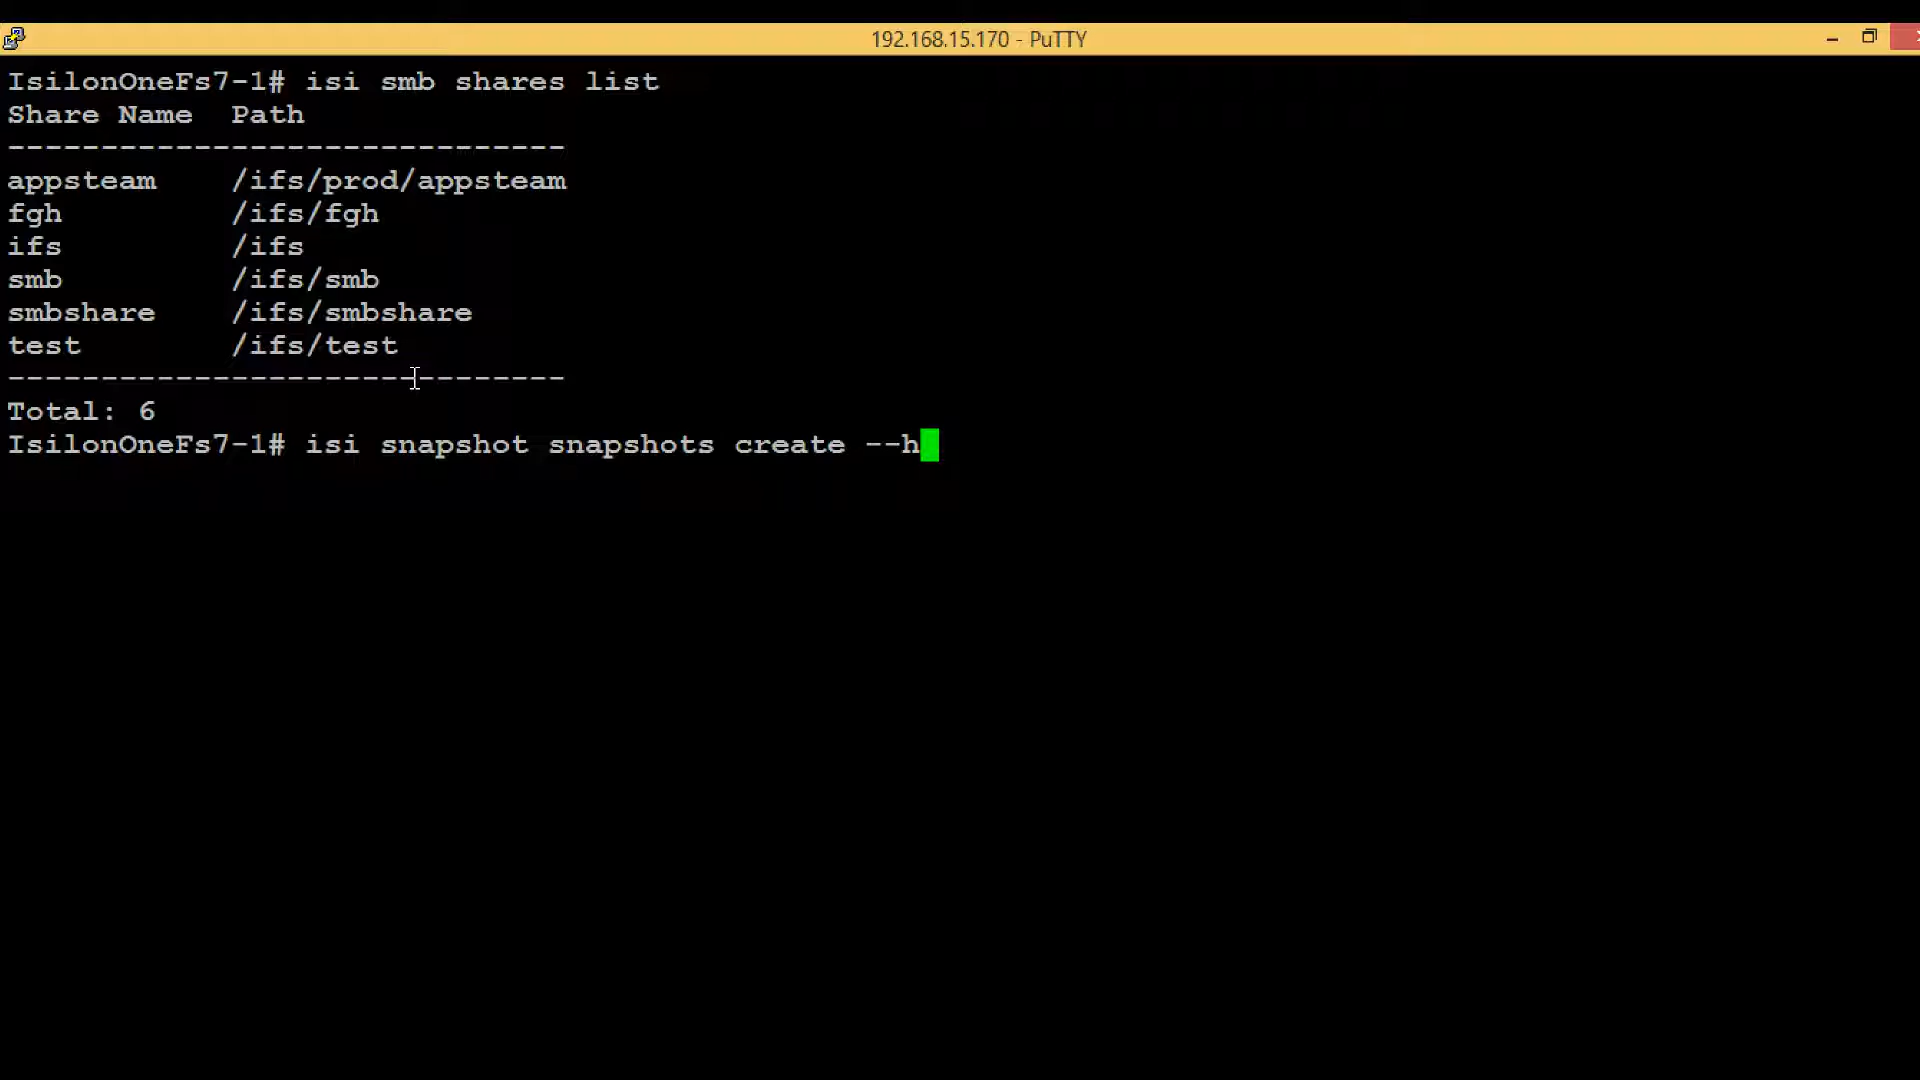 192.168.15.170 - PuTTY
IsilonOneFs7-1# isi smb shares list
Share Name  Path
------------------------------
appsteam    /ifs/prod/appsteam
fgh         /ifs/fgh
ifs         /ifs
smb         /ifs/smb
smbshare    /ifs/smbshare
test        /ifs/test
------------------------------
Total: 6
IsilonOneFs7-1# isi snapshot snapshots create --h